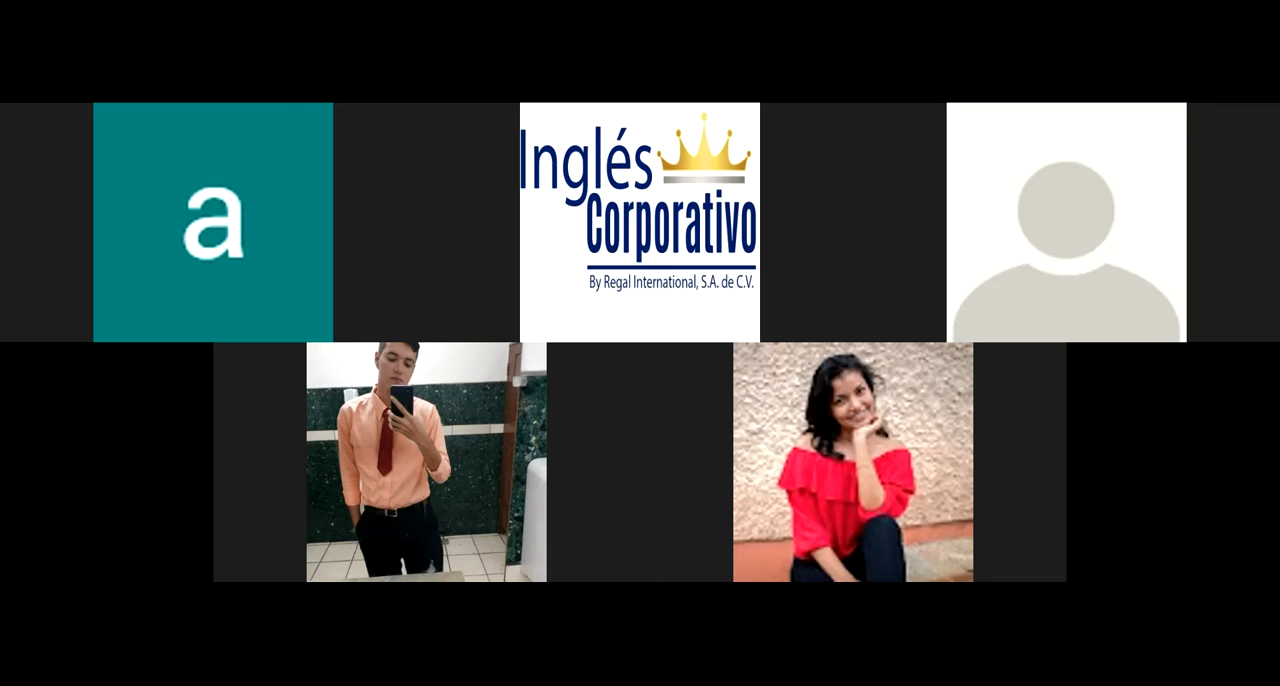 a
Inglés
Corporativo
By Regal International, S.A. de C.V.